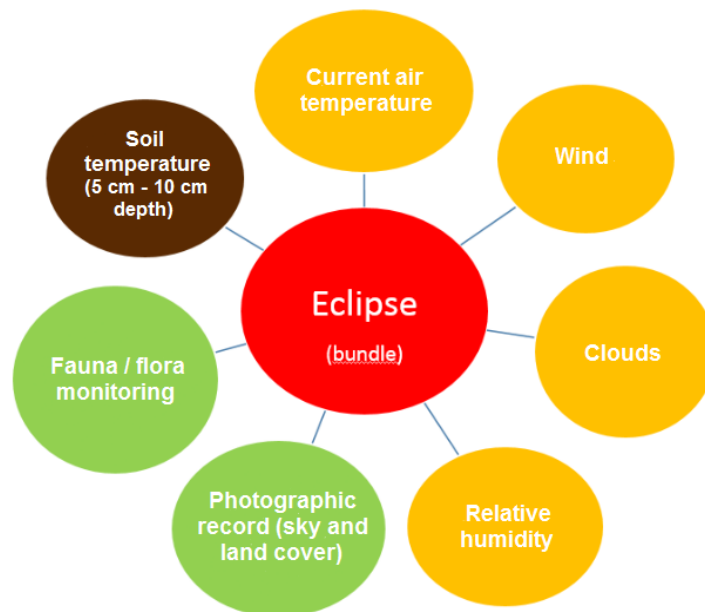 Current air
temperature
Wind
Clouds
Relative
humidity
Photographic
record (sky and
land cover)
Fauna / flora
monitoring
Soil
temperature
(5 cm - 10 cm
depth)
Eclipse
(bundle)